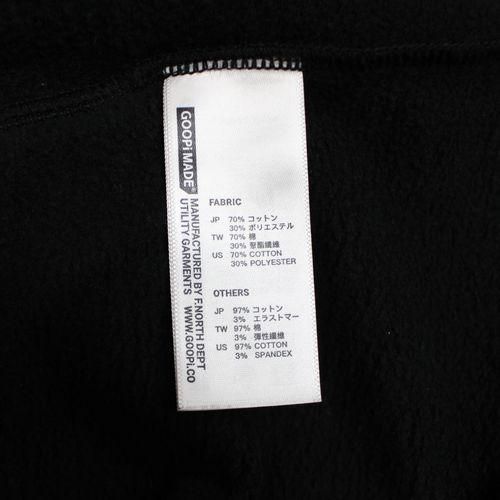 GOOPiMADE®
MANUFACTURED BY F.NORTH DEPT
UTILITY GARMENTS WWW.GOOPi.CO
FABRIC
JP 70% コットン
30% ポリエステル
TW 70% 棉
30% 聚酯纖維
US 70% COTTON
30% POLYESTER
OTHERS
JP 97% コットン
3% エラストマー
TW 97% 棉
3% 彈性纖維
US 97% COTTON
3% SPANDEX